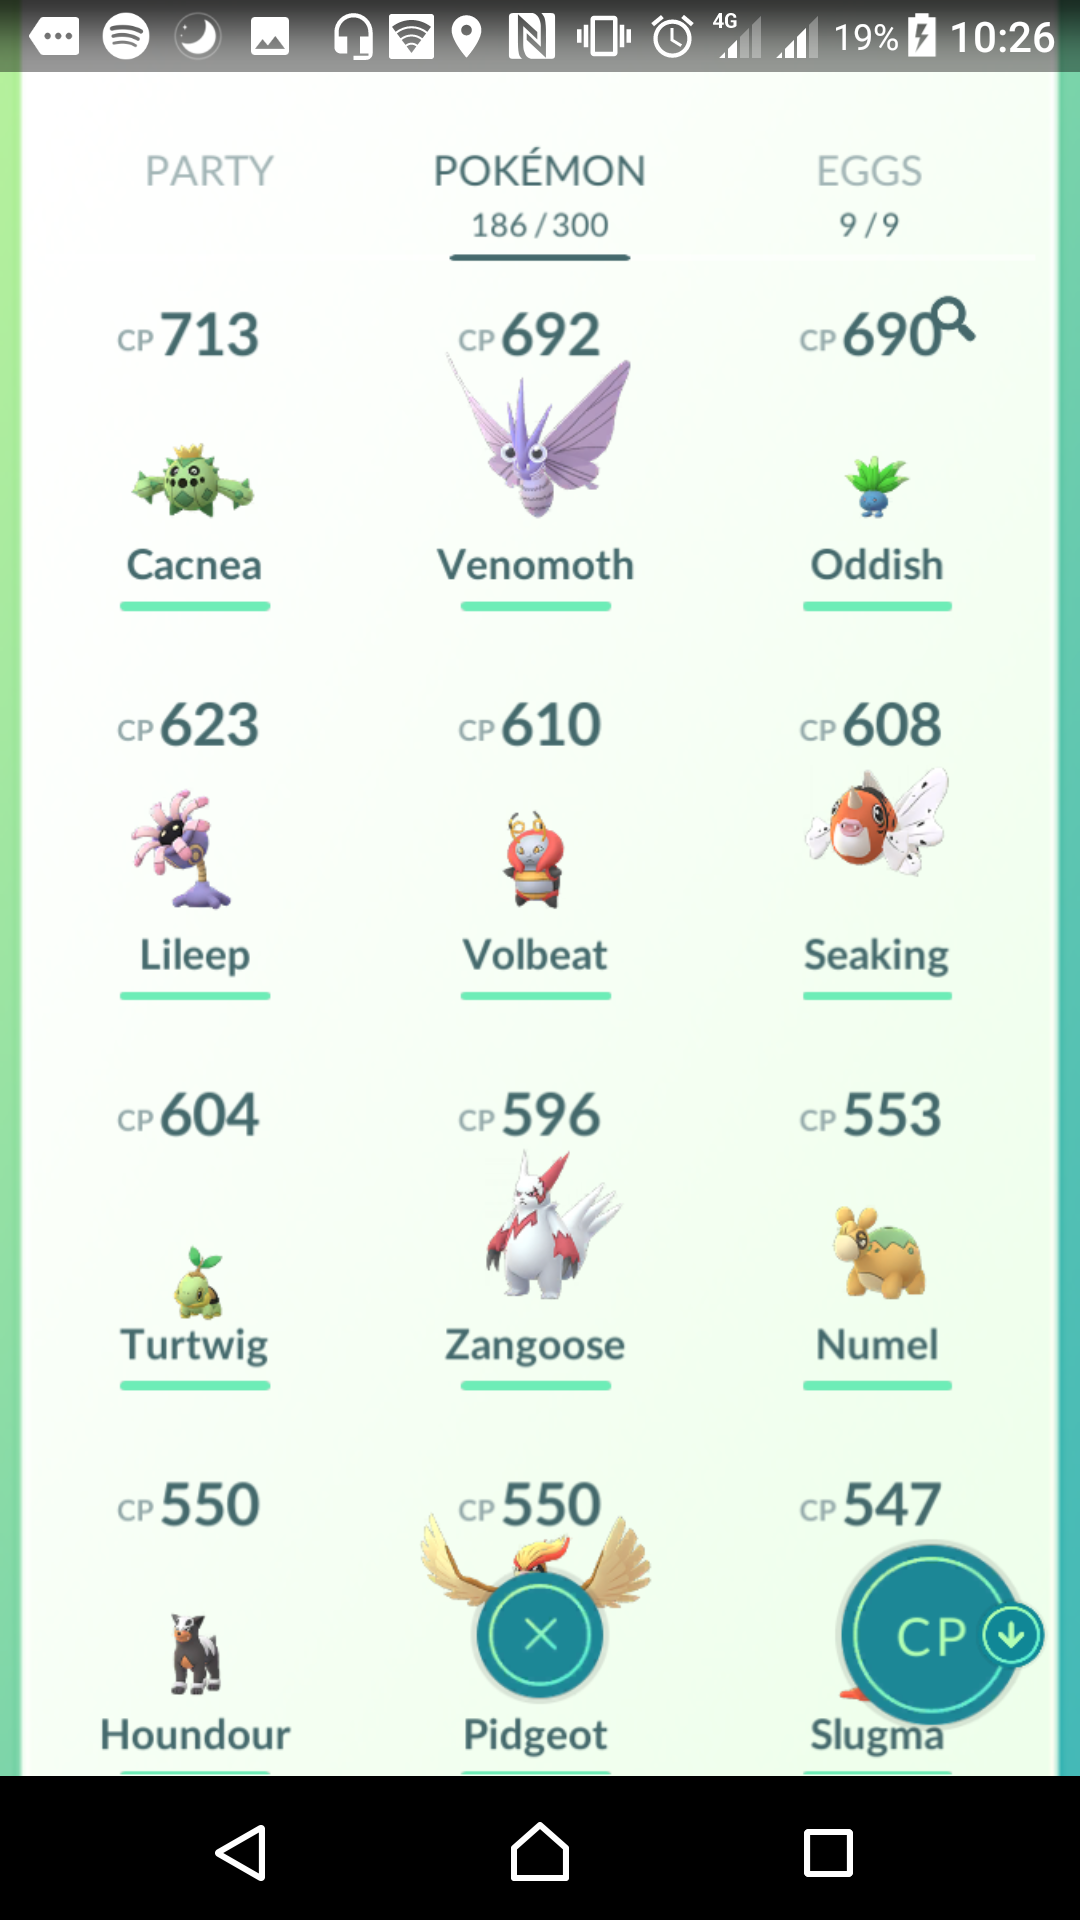 4G 19% 10:26
PARTY POKÉMON EGGS
186 / 300 9 / 9
CP 713 CP 692 CP 690
Cacnea Venomoth Oddish
CP 623 CP 610 CP 608
Lileep Volbeat Seaking
CP 604 CP 596 CP 553
Turtwig Zangoose Numel
CP 550 CP 550 CP 547
CP
Houndour Pidgeot Slugma